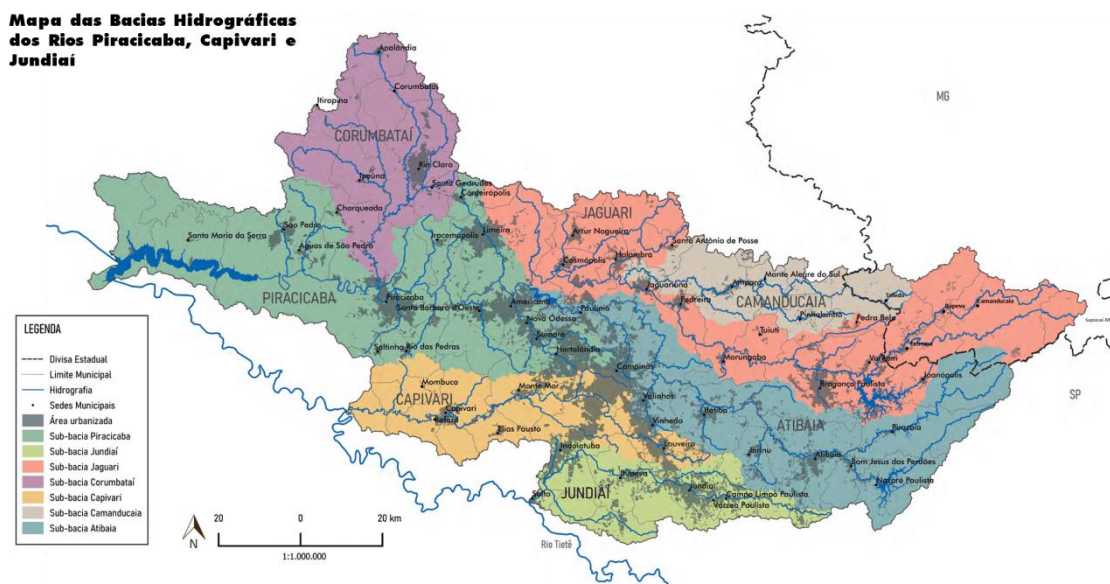 Mapa das Bacias Hidrográficas
dos Rios Piracicaba, Capivari e
Jundiaí
MG
Analândia
Corumbataí
Itirapina
CORUMBATAÍ
Rio Claro
Ipeúna
Santa Gertrudes
Cordeirópolis
Charqueada
JAGUARI
Artur Nogueira
São Pedro
Santa Maria da Serra
Águas de São Pedro
Iracemápolis
Limeira
Santo Antônio de Posse
Holambra
Cosmópolis
Monte Alegre do Sul
Jaguariúna
Amparo
Toledo
Camanducaia
Itapeva
PIRACICABA
Piracicaba
Santa Bárbara d'Oeste
Americana
Paulínia
Pedreira
CAMANDUCAIA
Pinhalzinho
Pedra Bela
Nova Odessa
Sumaré
Tuiuti
Extrema
Saltinho
Rio das Pedras
Hortolândia
Morungaba
Vargem
Campinas
Joanópolis
Mombuca
Monte Mor
Bragança Paulista
SP
CAPIVARI
Capivari
Rafard
Valinhos
Itatiba
Elias Fausto
Vinhedo
ATIBAIA
Piracaia
Indaiatuba
Louveira
Jarinu
Atibaia
Bom Jesus dos Perdões
Itupeva
Nazaré Paulista
Salto
JUNDIAÍ
Jundiaí
Campo Limpo Paulista
Várzea Paulista
Rio Tietê
LEGENDA
Divisa Estadual
Limite Municipal
Hidrografia
Sedes Municipais
Área urbanizada
Sub-bacia Piracicaba
Sub-bacia Jundiaí
Sub-bacia Jaguari
Sub-bacia Corumbataí
Sub-bacia Capivari
Sub-bacia Camanducaia
Sub-bacia Atibaia
N
20 0 20 km
1:1.000.000